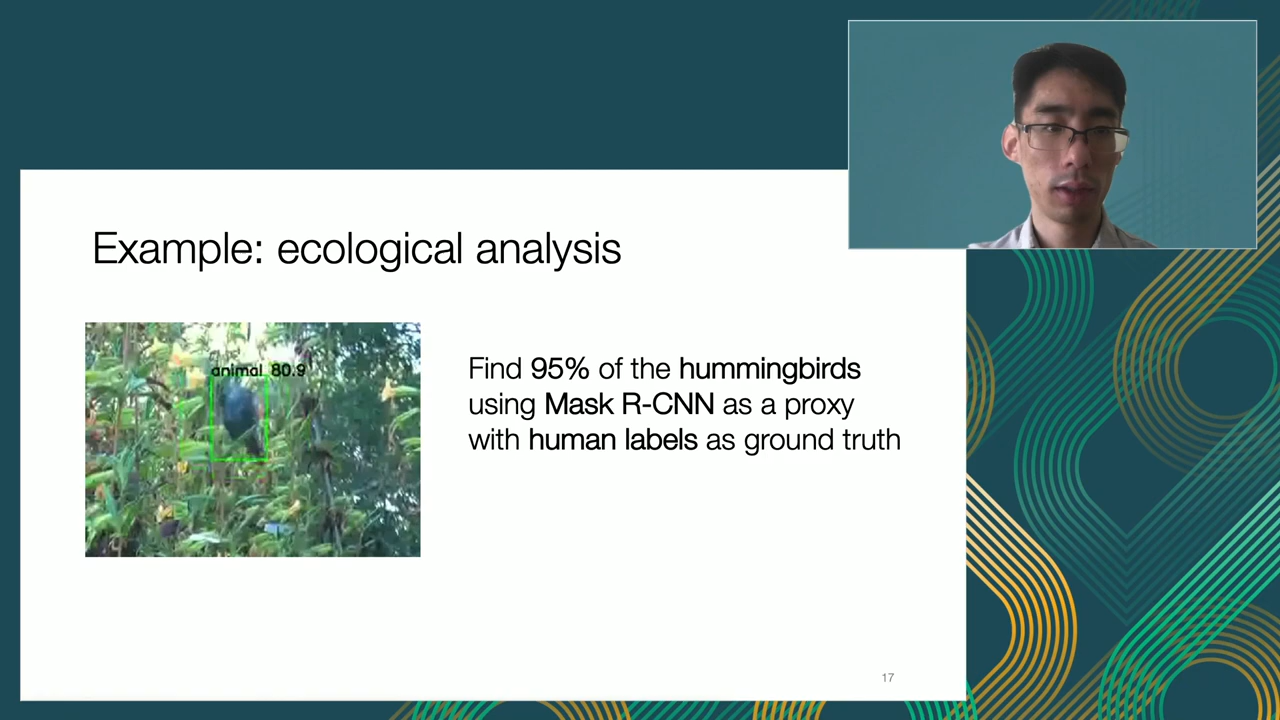 Example: ecological analysis
animal 80.9
Find 95% of the hummingbirds
using Mask R-CNN as a proxy
with human labels as ground truth
17